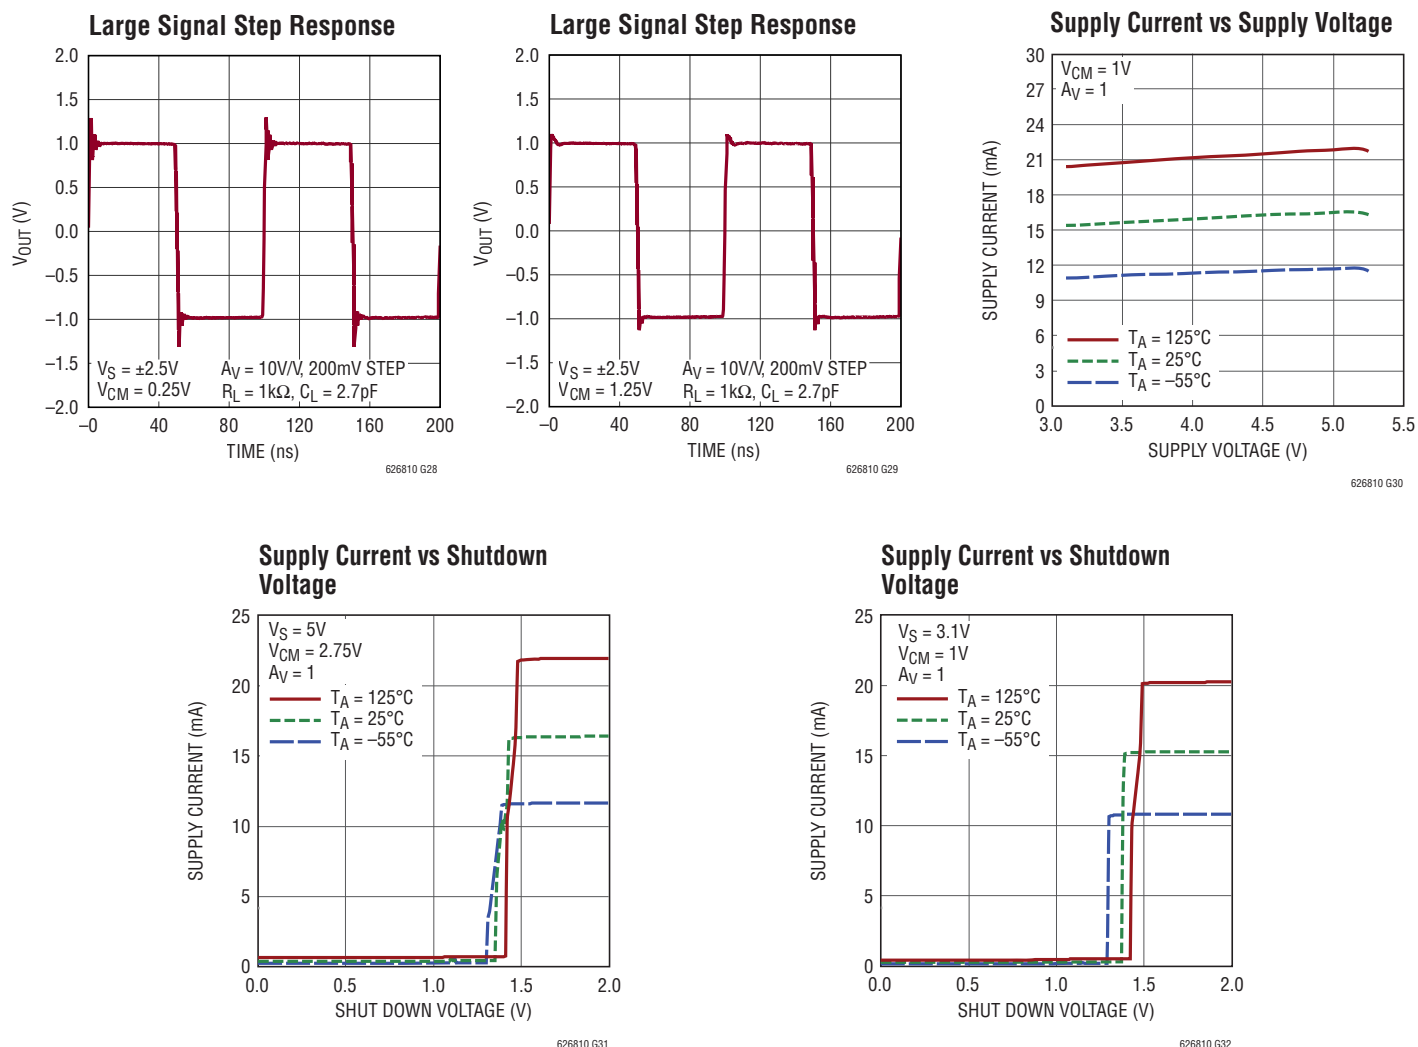 Large Signal Step Response
2.0
1.5
1.0
0.5
0.0
–0.5
–1.0
–1.5
–2.0
VOUT (V)
VS = ±2.5V
VCM = 0.25V
AV = 10V/V, 200mV STEP
RL = 1kΩ, CL = 2.7pF
–0 40 80 120 160 200
TIME (ns)
626810 G28
Large Signal Step Response
2.0
1.5
1.0
0.5
0.0
–0.5
–1.0
–1.5
–2.0
VOUT (V)
VS = ±2.5V
VCM = 1.25V
AV = 10V/V, 200mV STEP
RL = 1kΩ, CL = 2.7pF
–0 40 80 120 160 200
TIME (ns)
626810 G29
Supply Current vs Supply Voltage
30
27
24
21
18
15
12
9
6
3
0
SUPPLY CURRENT (mA)
VCM = 1V
AV = 1
TA = 125°C
TA = 25°C
TA = –55°C
3.0 3.5 4.0 4.5 5.0 5.5
SUPPLY VOLTAGE (V)
626810 G30
Supply Current vs Shutdown
Voltage
25
20
15
10
5
0
SUPPLY CURRENT (mA)
VS = 5V
VCM = 2.75V
AV = 1
TA = 125°C
TA = 25°C
TA = –55°C
0.0 0.5 1.0 1.5 2.0
SHUT DOWN VOLTAGE (V)
626810 G31
Supply Current vs Shutdown
Voltage
25
20
15
10
5
0
SUPPLY CURRENT (mA)
VS = 3.1V
VCM = 1V
AV = 1
TA = 125°C
TA = 25°C
TA = –55°C
0.0 0.5 1.0 1.5 2.0
SHUT DOWN VOLTAGE (V)
626810 G32